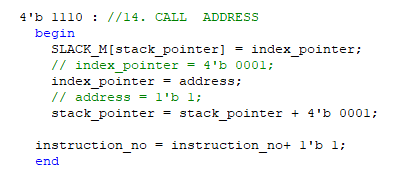 4'b 1110 : //14. CALL  ADDRESS
begin
SLACK_M[stack_pointer] = index_pointer;
// index_pointer = 4'b 0001;
index_pointer = address;
// address = 1'b 1;
stack_pointer = stack_pointer + 4'b 0001;
instruction_no = instruction_no+ 1'b 1;
end